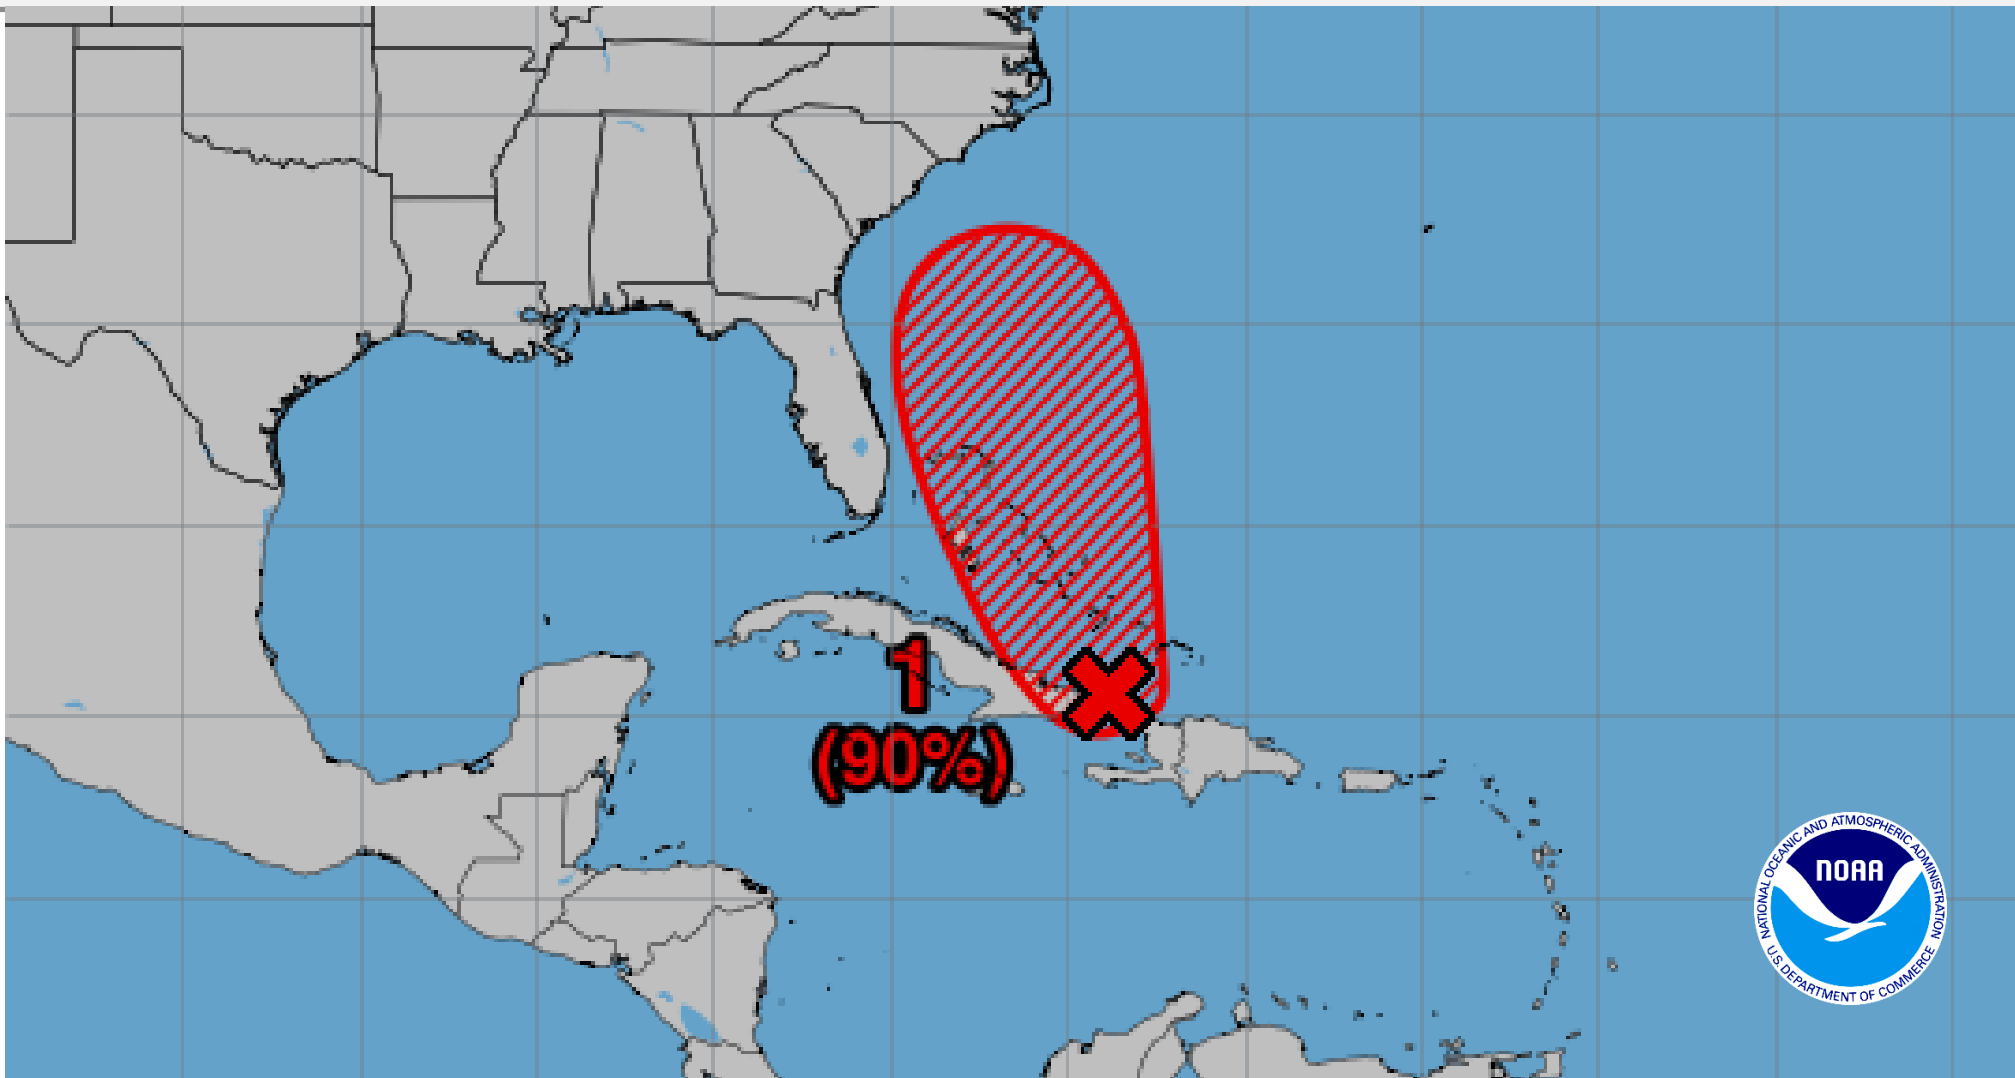 1
(90%)
NOAA
NATIONAL OCEANIC AND ATMOSPHERIC ADMINISTRATION
U.S. DEPARTMENT OF COMMERCE